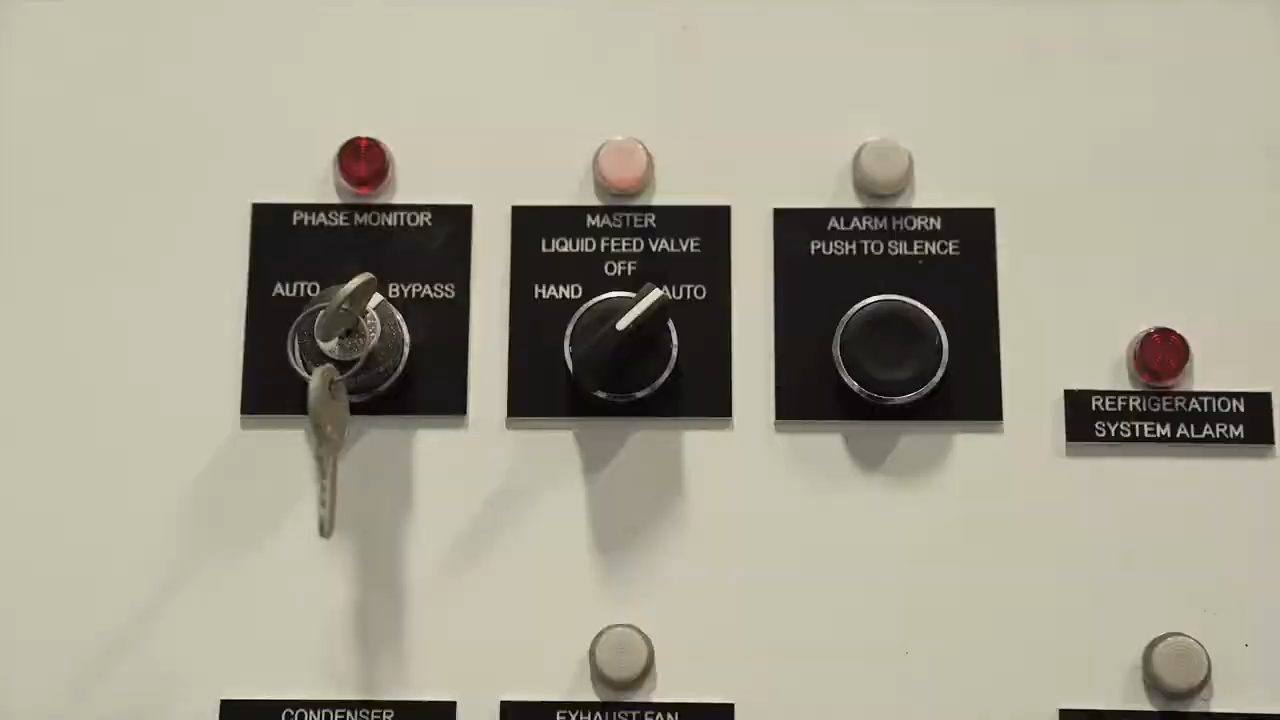 PHASE MONITOR
AUTO BYPASS
MASTER
LIQUID FEED VALVE
OFF
HAND AUTO
ALARM HORN
PUSH TO SILENCE
REFRIGERATION
SYSTEM ALARM
CONDENSER
EXHAUST FAN